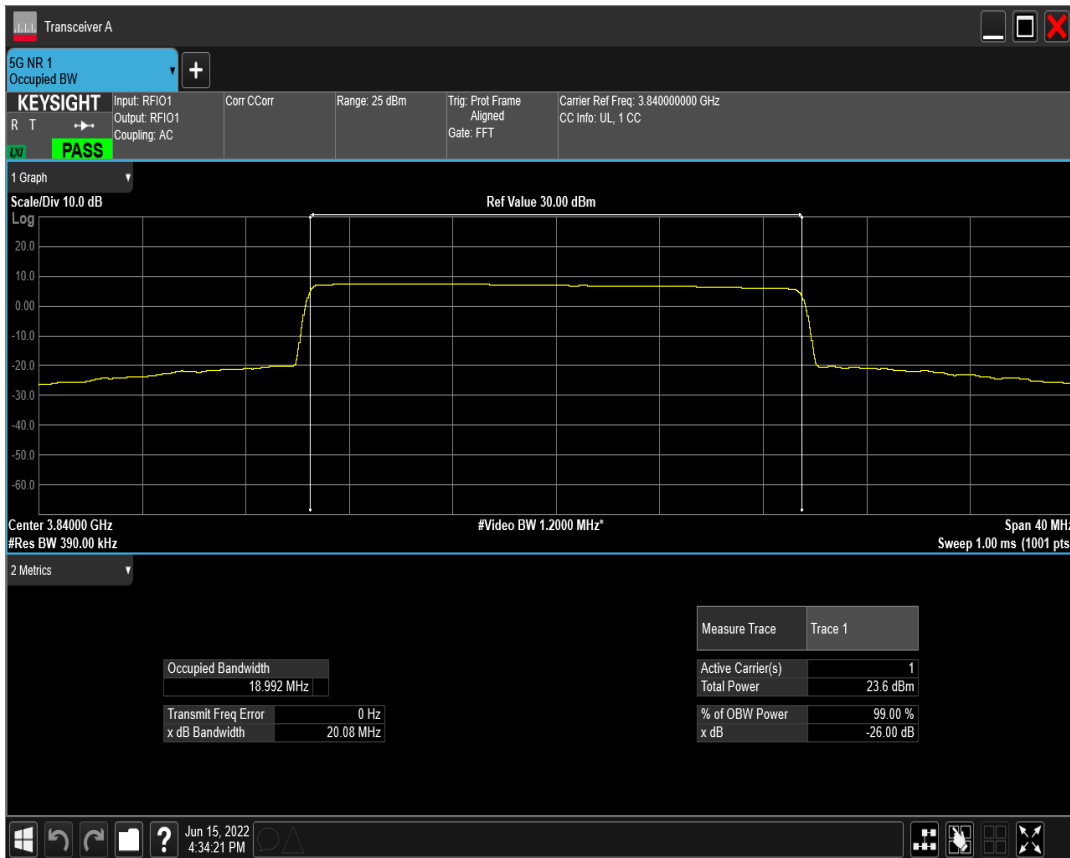 Transceiver A
5G NR 1
Occupied BW
+
KEYSIGHT
R T
LXI
PASS
Input: RFIO1
Output: RFIO1
Coupling: AC
Corr CCorr
Range: 25 dBm
Trig: Prot Frame
Aligned
Gate: FFT
Carrier Ref Freq: 3.840000000 GHz
CC Info: UL, 1 CC
1 Graph
Scale/Div 10.0 dB
Ref Value 30.00 dBm
Log
20.0
10.0
0.00
-10.0
-20.0
-30.0
-40.0
-50.0
-60.0
Center 3.84000 GHz
#Video BW 1.2000 MHz*
Span 40 MHz
#Res BW 390.00 kHz
Sweep 1.00 ms (1001 pts
2 Metrics
Measure Trace Trace 1
Occupied Bandwidth
18.992 MHz
Active Carrier(s) 1
Total Power 23.6 dBm
Transmit Freq Error 0 Hz
x dB Bandwidth 20.08 MHz
% of OBW Power 99.00 %
x dB -26.00 dB
?
Jun 15, 2022
4:34:21 PM